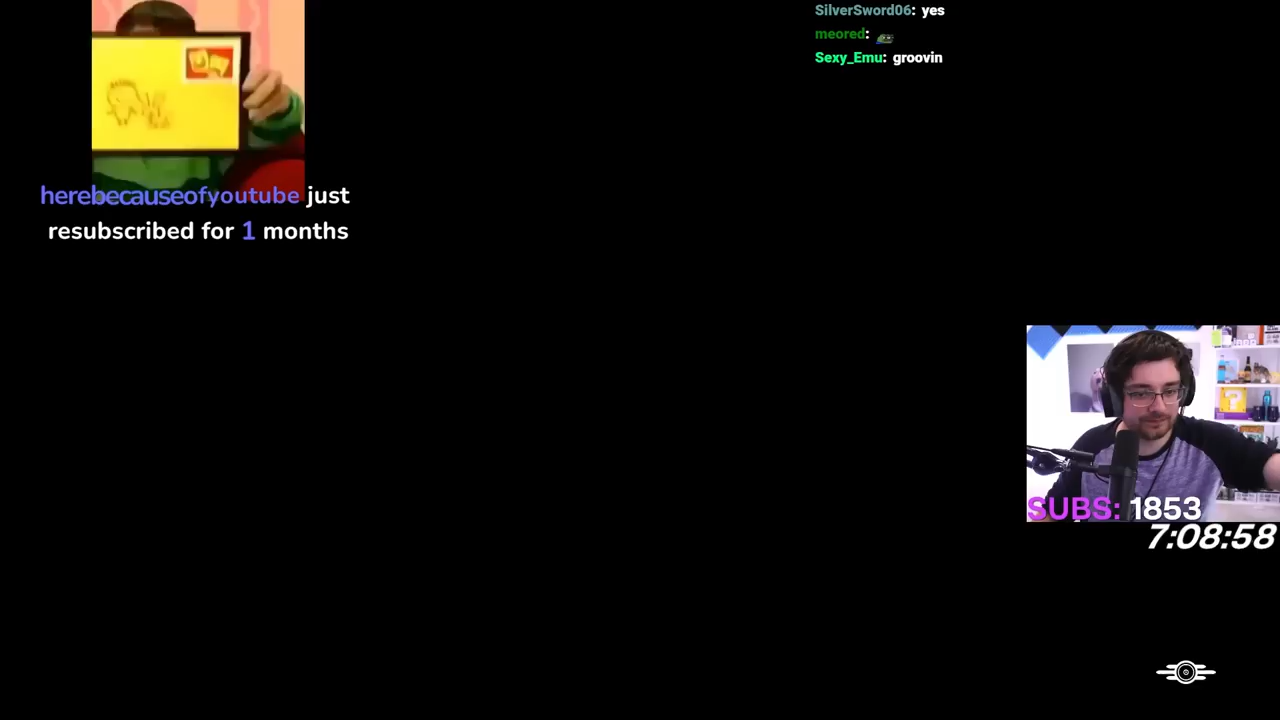 SilverSword06: yes
meored:
Sexy_Emu: groovin
herebecauseofyoutube just
resubscribed for 1 months
SUBS: 1853
7:08:58